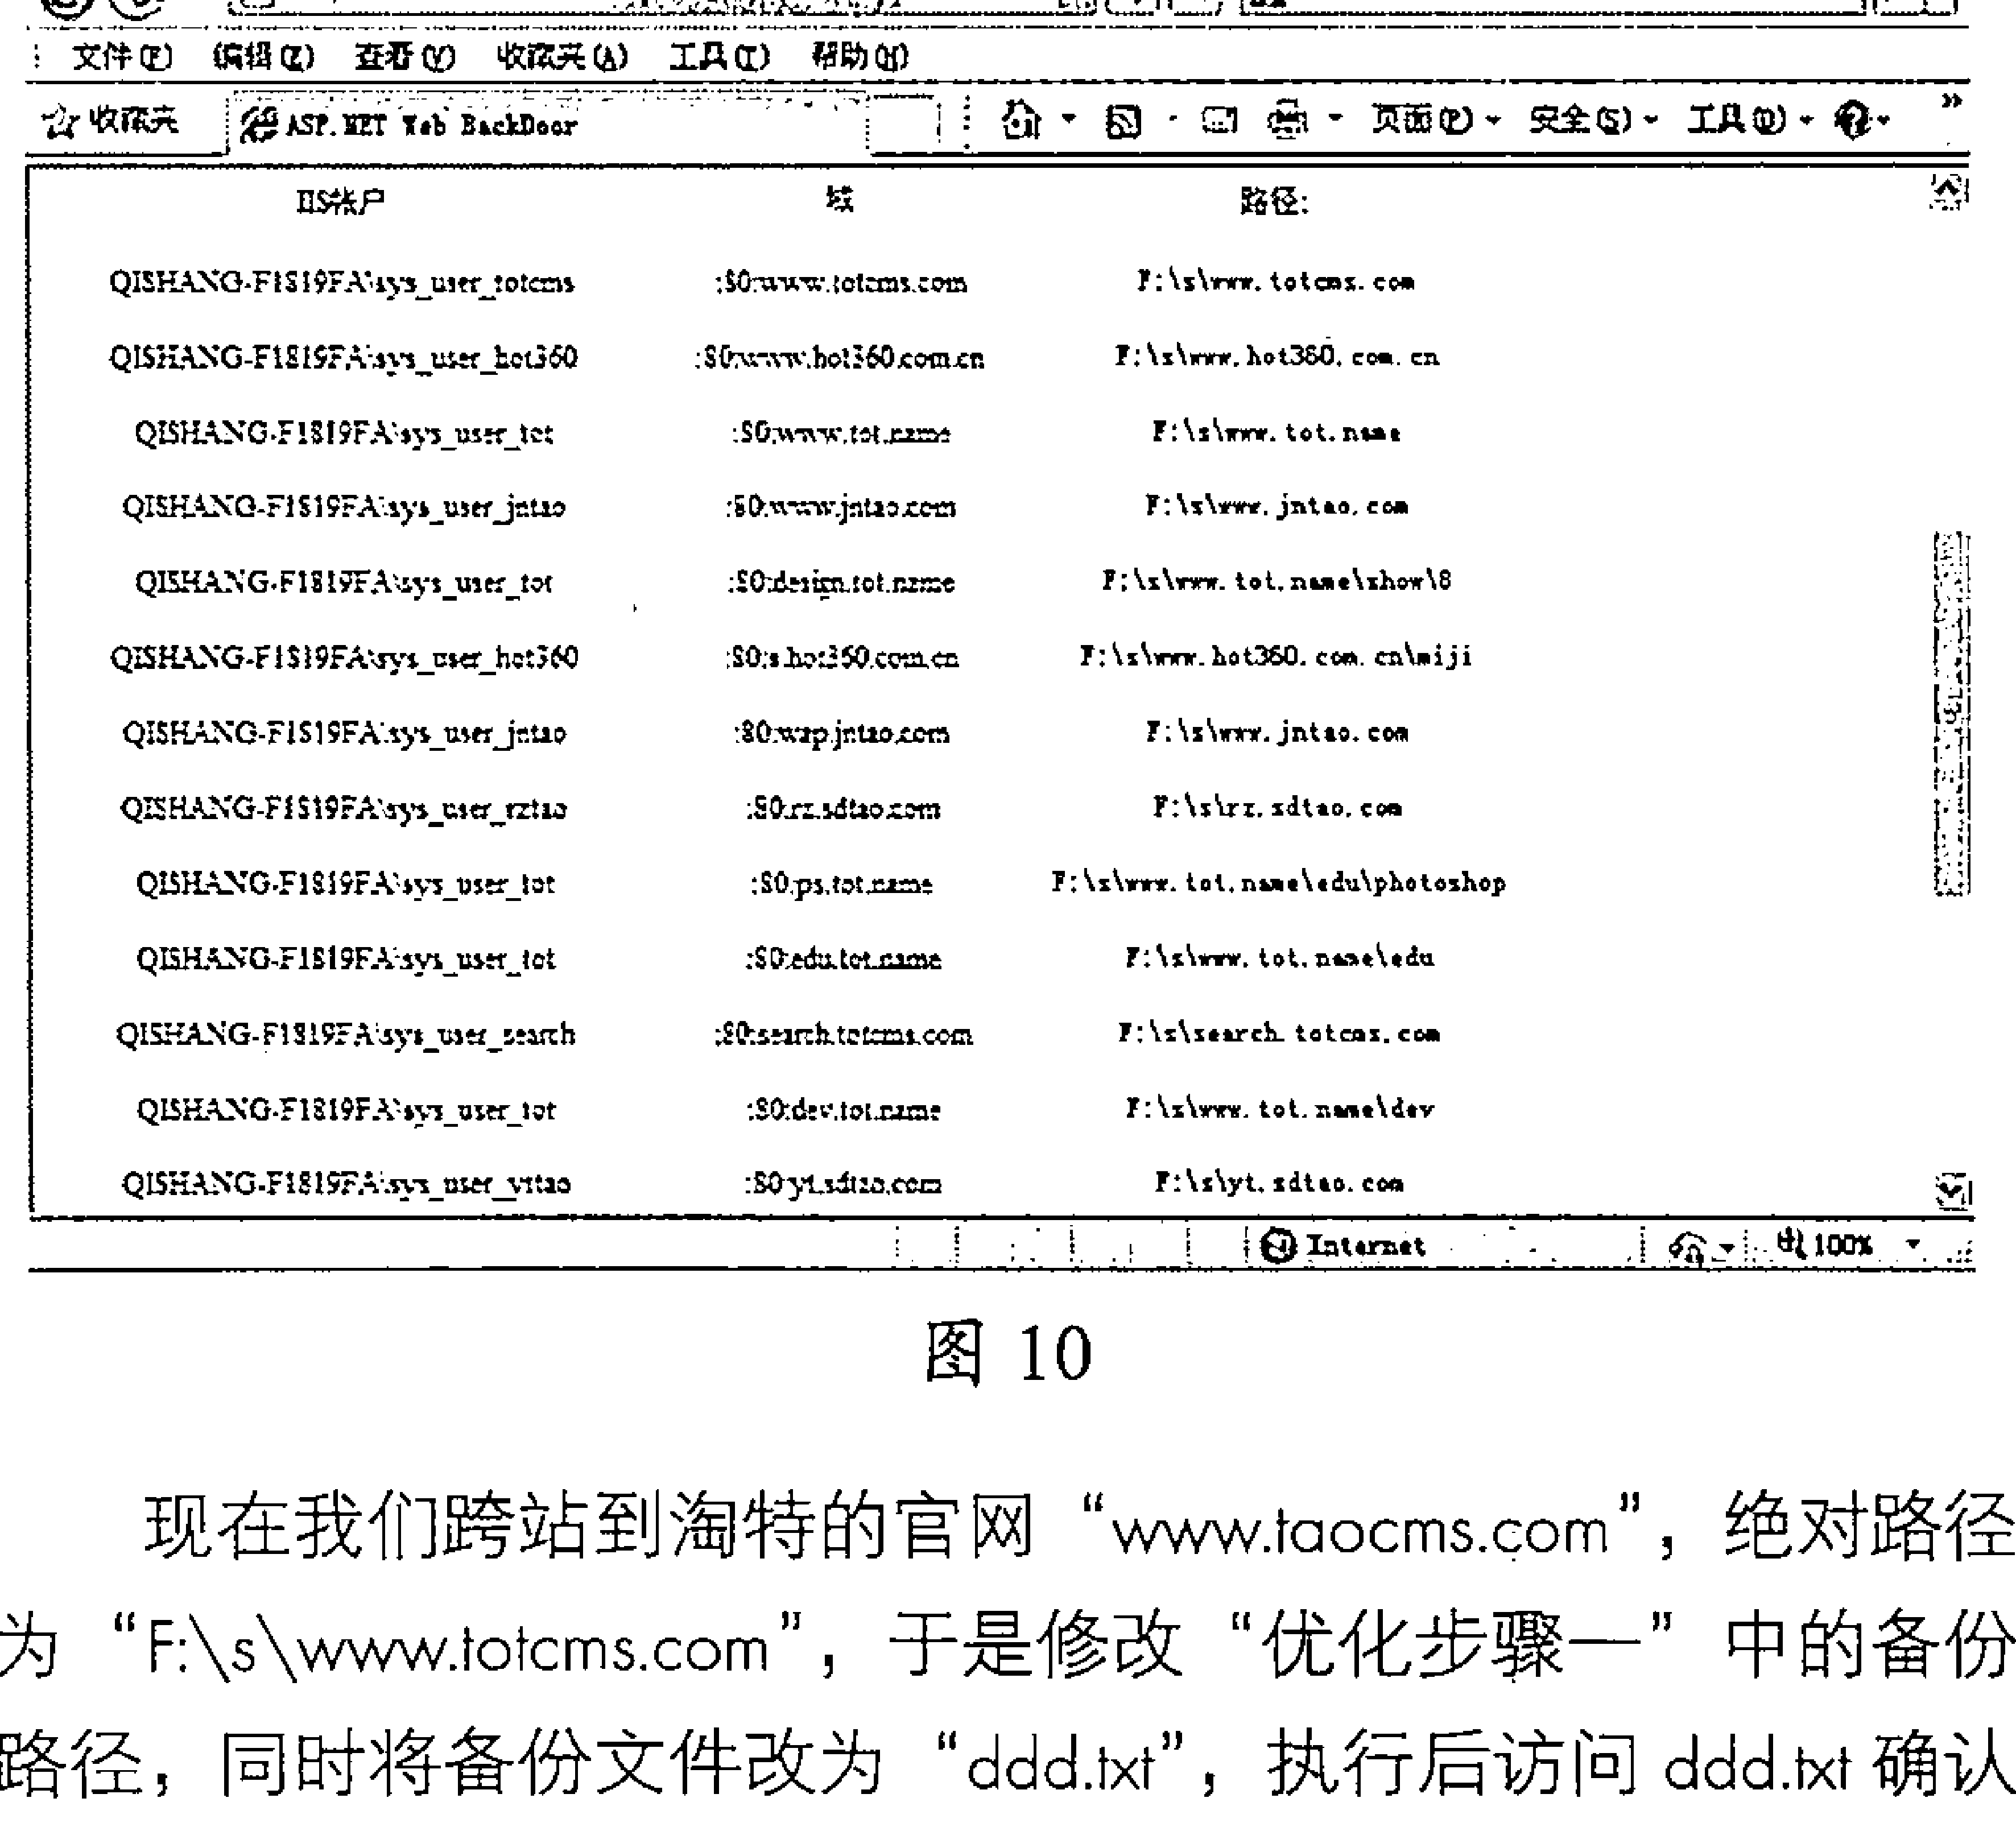 文件(F) 编辑(E) 查看(V) 收藏夹(A) 工具(T) 帮助(H)
收藏夹 ASP.NET Web BackDoor 页面(P) 安全(S) 工具(O) »
IIS帐户 域 路径:
QISHANG-F1819FA\sys_user_totcms :80:www.totcms.com F:\s\www.totcms.com
QISHANG-F1819FA\sys_user_hot360 :80:www.hot360.com.cn F:\s\www.hot360.com.cn
QISHANG-F1819FA\sys_user_tot :80:www.tot.name F:\s\www.tot.name
QISHANG-F1819FA\sys_user_jntao :80:www.jntao.com F:\s\www.jntao.com
QISHANG-F1819FA\sys_user_tot :80:design.tot.name F:\s\www.tot.name\show\8
QISHANG-F1819FA\sys_user_hot360 :80:s.hot360.com.cn F:\s\www.hot360.com.cn\miji
QISHANG-F1819FA\sys_user_jntao :80:wap.jntao.com F:\s\www.jntao.com
QISHANG-F1819FA\sys_user_rztao :80:rz.sdtao.com F:\s\rz.sdtao.com
QISHANG-F1819FA\sys_user_tot :80:ps.tot.name F:\s\www.tot.name\edu\photoshop
QISHANG-F1819FA\sys_user_tot :80:edu.tot.name F:\s\www.tot.name\edu
QISHANG-F1819FA\sys_user_search :80:search.totcms.com F:\s\search.totcms.com
QISHANG-F1819FA\sys_user_tot :80:dev.tot.name F:\s\www.tot.name\dev
QISHANG-F1819FA\sys_user_yttao :80:yt.sdtao.com F:\s\yt.sdtao.com
Internet 100%
图 10
现在我们跨站到淘特的官网“www.taocms.com”，绝对路径
为“F:\s\www.totcms.com”，于是修改“优化步骤一”中的备份
路径，同时将备份文件改为“ddd.txt”，执行后访问 ddd.txt 确认